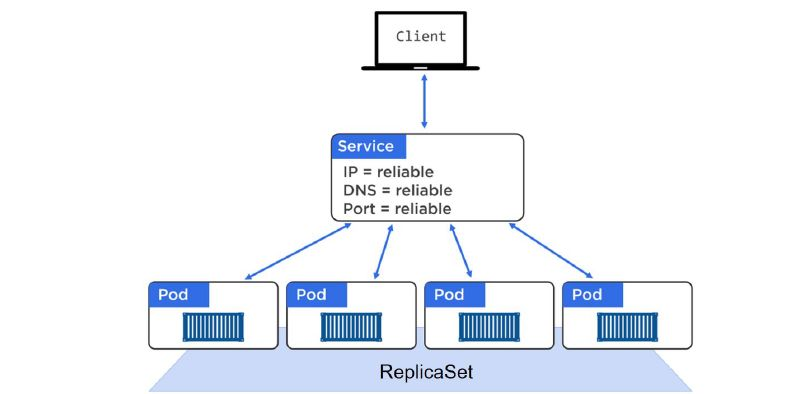 Client
Service
IP = reliable
DNS = reliable
Port = reliable
Pod
Pod
Pod
Pod
ReplicaSet